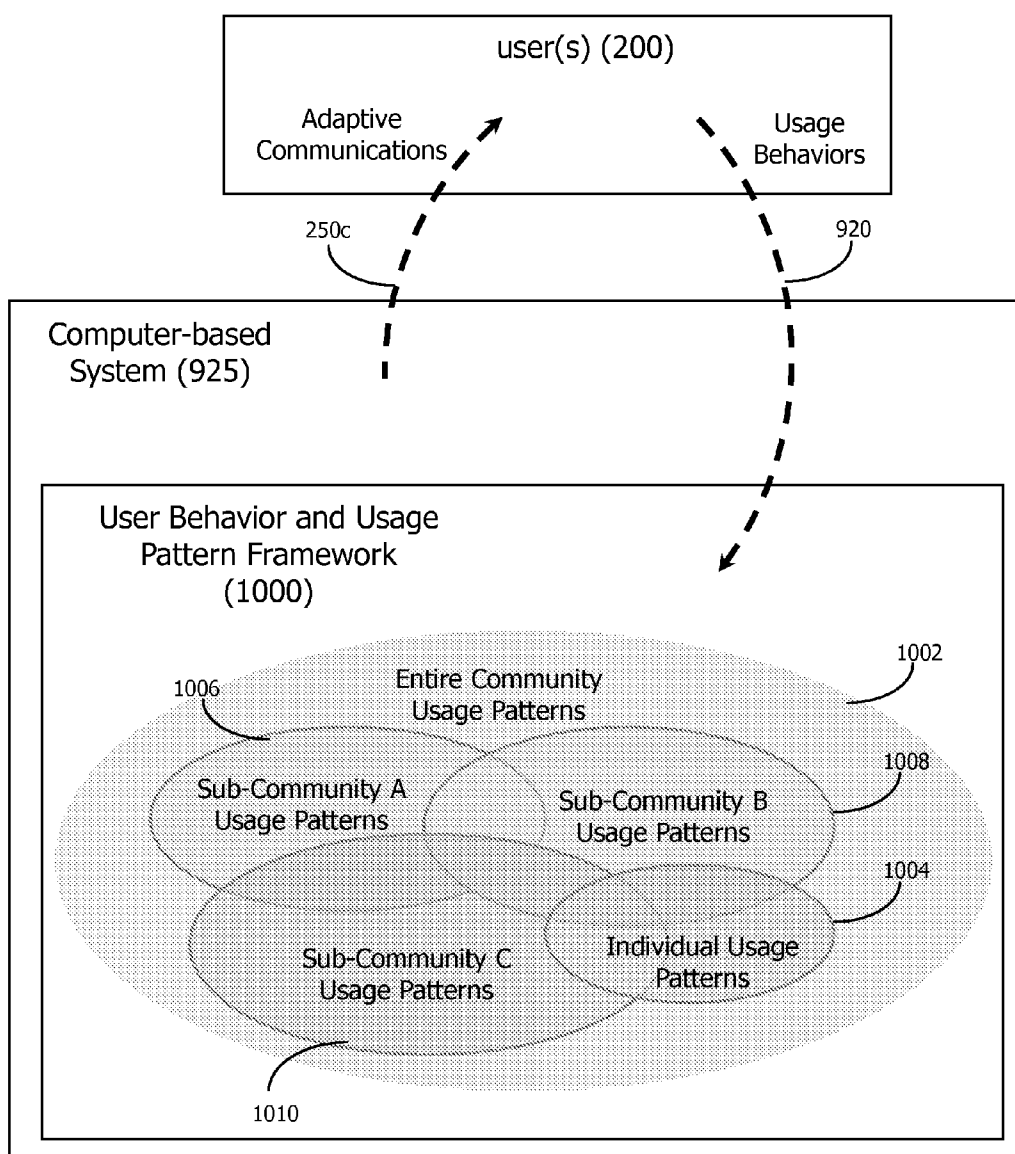 user(s) (200)
Adaptive
Communications
Usage
Behaviors
250c
920
Computer-based
System (925)
User Behavior and Usage
Pattern Framework
(1000)
1002
1006
Entire Community
Usage Patterns
1008
Sub-Community A
Usage Patterns
Sub-Community B
Usage Patterns
1004
Sub-Community C
Usage Patterns
Individual Usage
Patterns
1010